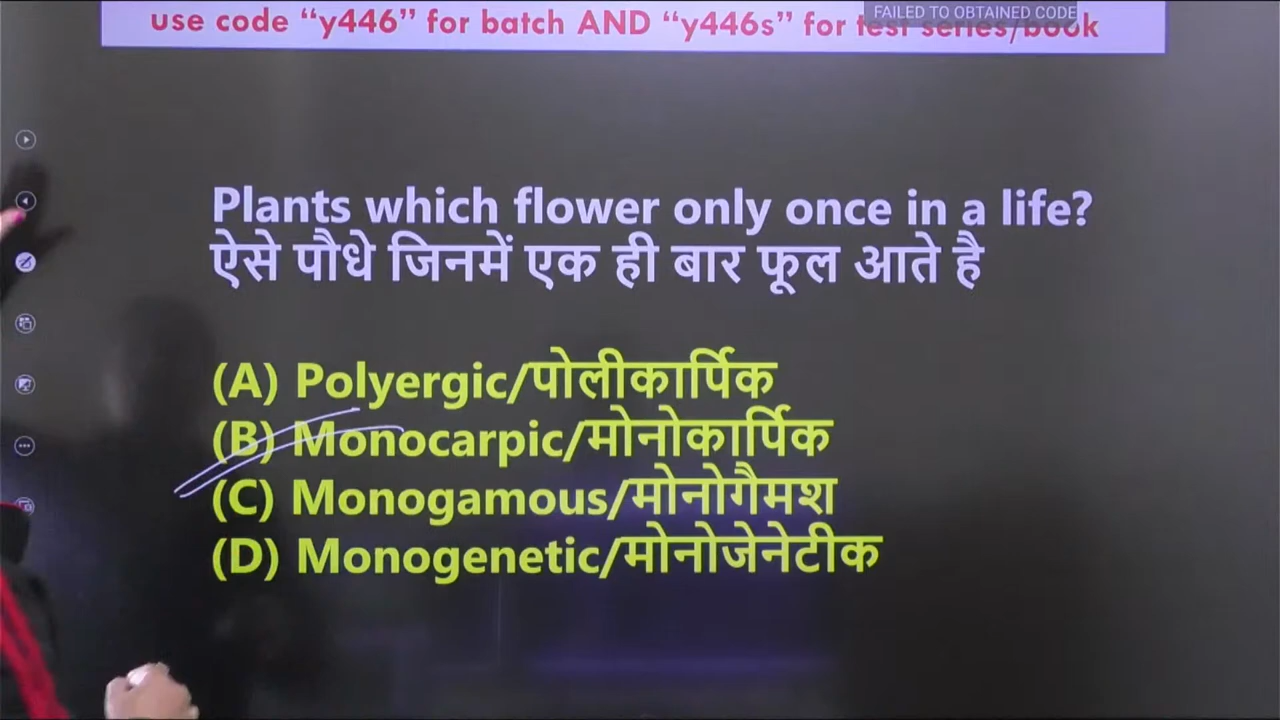 FAILED TO OBTAINED CODE
use code “y446” for batch AND “y446s” for test series/book
Plants which flower only once in a life?
ऐसे पौधे जिनमें एक ही बार फूल आते है
(A) Polyergic/पोलीकार्पिक
(B) Monocarpic/मोनोकार्पिक
(C) Monogamous/मोनोगैमश
(D) Monogenetic/मोनोजेनेटीक